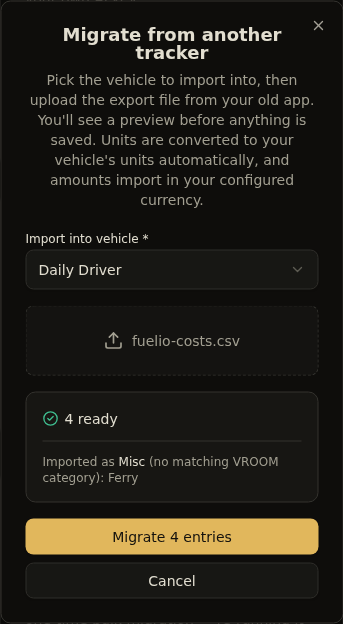 Migrate from another
tracker
Pick the vehicle to import into, then
upload the export file from your old app.
You'll see a preview before anything is
saved. Units are converted to your
vehicle's units automatically, and
amounts import in your configured
currency.
Import into vehicle *
Daily Driver
fuelio-costs.csv
4 ready
Imported as Misc (no matching VROOM
category): Ferry
Migrate 4 entries
Cancel